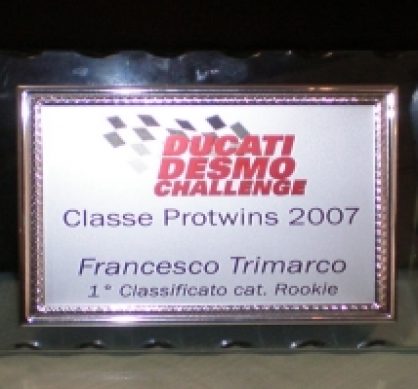 DUCATI
DESMO
CHALLENGE
Classe Protwins 2007
Francesco Trimarco
1° Classificato cat. Rookie